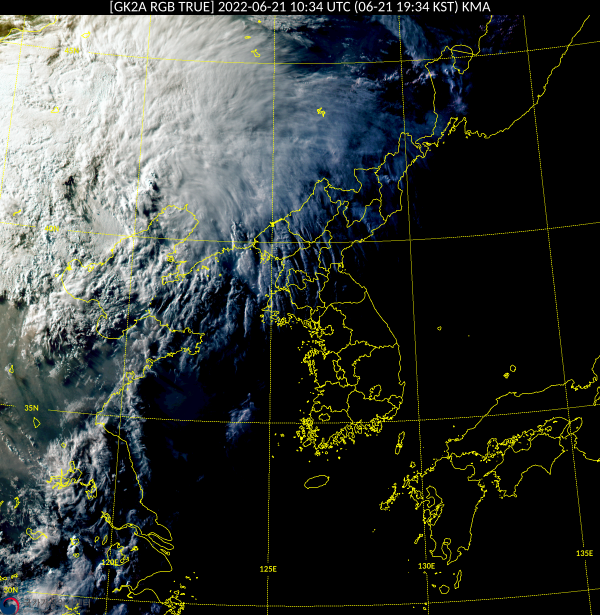 [GK2A RGB TRUE] 2022-06-21 10:34 UTC (06-21 19:34 KST) KMA
35N
135E
120E
125E
130E
30N